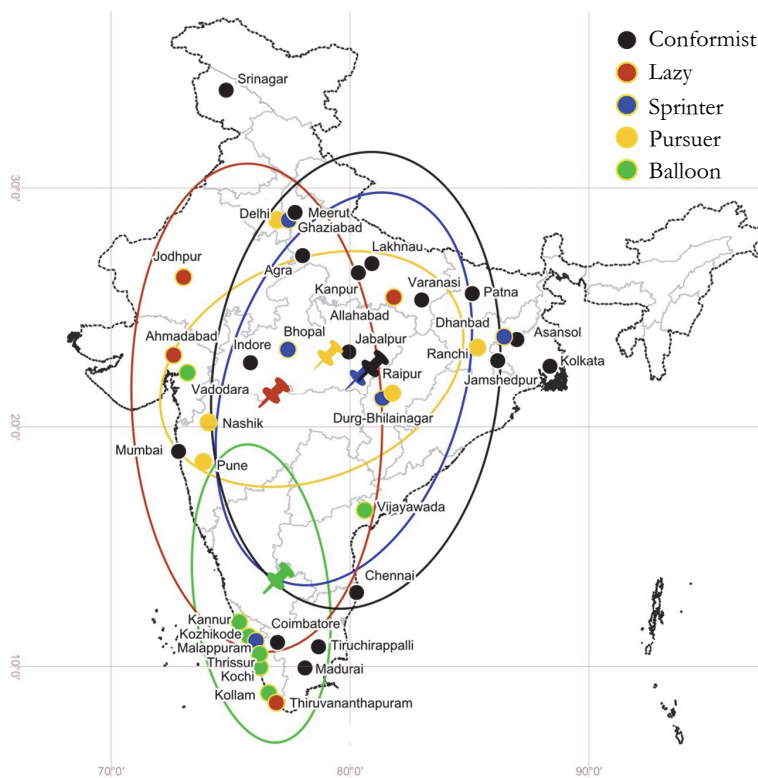 Conformist
Lazy
Sprinter
Pursuer
Balloon
Srinagar
30°0'
Delhi
Meerut
Ghaziabad
Jodhpur
Agra
Lakhnau
Kanpur
Varanasi
Patna
Allahabad
Dhanbad
Asansol
Ahmadabad
Indore
Bhopal
Jabalpur
Ranchi
Kolkata
Jamshedpur
Vadodara
Raipur
Durg-Bhilainagar
20°0'
Nashik
Mumbai
Pune
Vijayawada
Chennai
Kannur
Kozhikode
Coimbatore
Malappuram
Tiruchirappalli
Thrissur
Kochi
Madurai
10°0'
Kollam
Thiruvananthapuram
70°0'
80°0'
90°0'